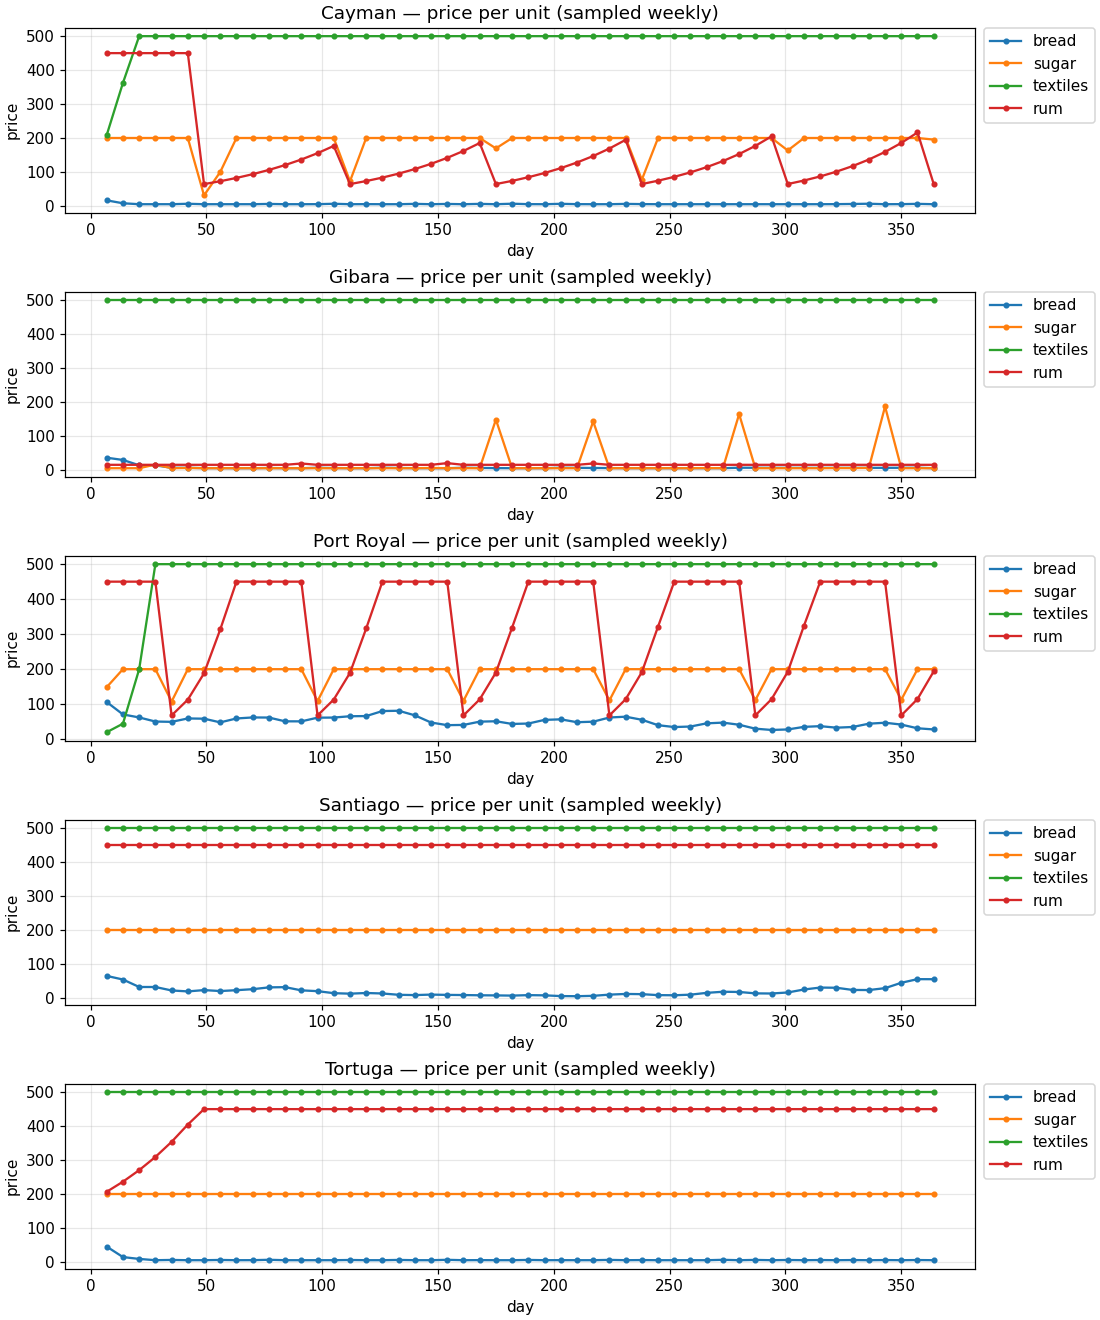 Cayman — price per unit (sampled weekly)
500
400
300
200
100
0
price
0 50 100 150 200 250 300 350
day
bread
sugar
textiles
rum
Gibara — price per unit (sampled weekly)
500
400
300
200
100
0
price
0 50 100 150 200 250 300 350
day
bread
sugar
textiles
rum
Port Royal — price per unit (sampled weekly)
500
400
300
200
100
0
price
0 50 100 150 200 250 300 350
day
bread
sugar
textiles
rum
Santiago — price per unit (sampled weekly)
500
400
300
200
100
0
price
0 50 100 150 200 250 300 350
day
bread
sugar
textiles
rum
Tortuga — price per unit (sampled weekly)
500
400
300
200
100
0
price
0 50 100 150 200 250 300 350
day
bread
sugar
textiles
rum